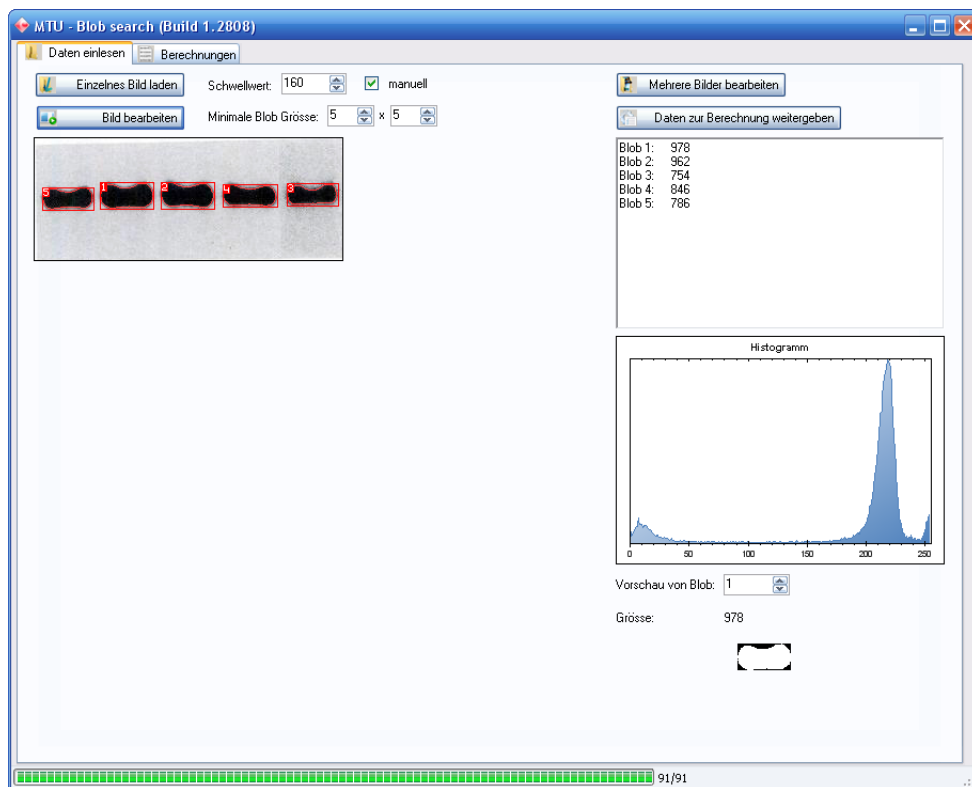 MTU - Blob search (Build 1.2808)
Daten einlesen
Berechnungen
Einzelnes Bild laden
Schwellwert: 160
manuell
Mehrere Bilder bearbeiten
Bild bearbeiten
Minimale Blob Grösse: 5 x 5
Daten zur Berechnung weitergeben
5 1 2 4 3
Blob 1: 978
Blob 2: 962
Blob 3: 754
Blob 4: 846
Blob 5: 786
Histogramm
0 50 100 150 200 250
Vorschau von Blob: 1
Grösse: 978
91/91